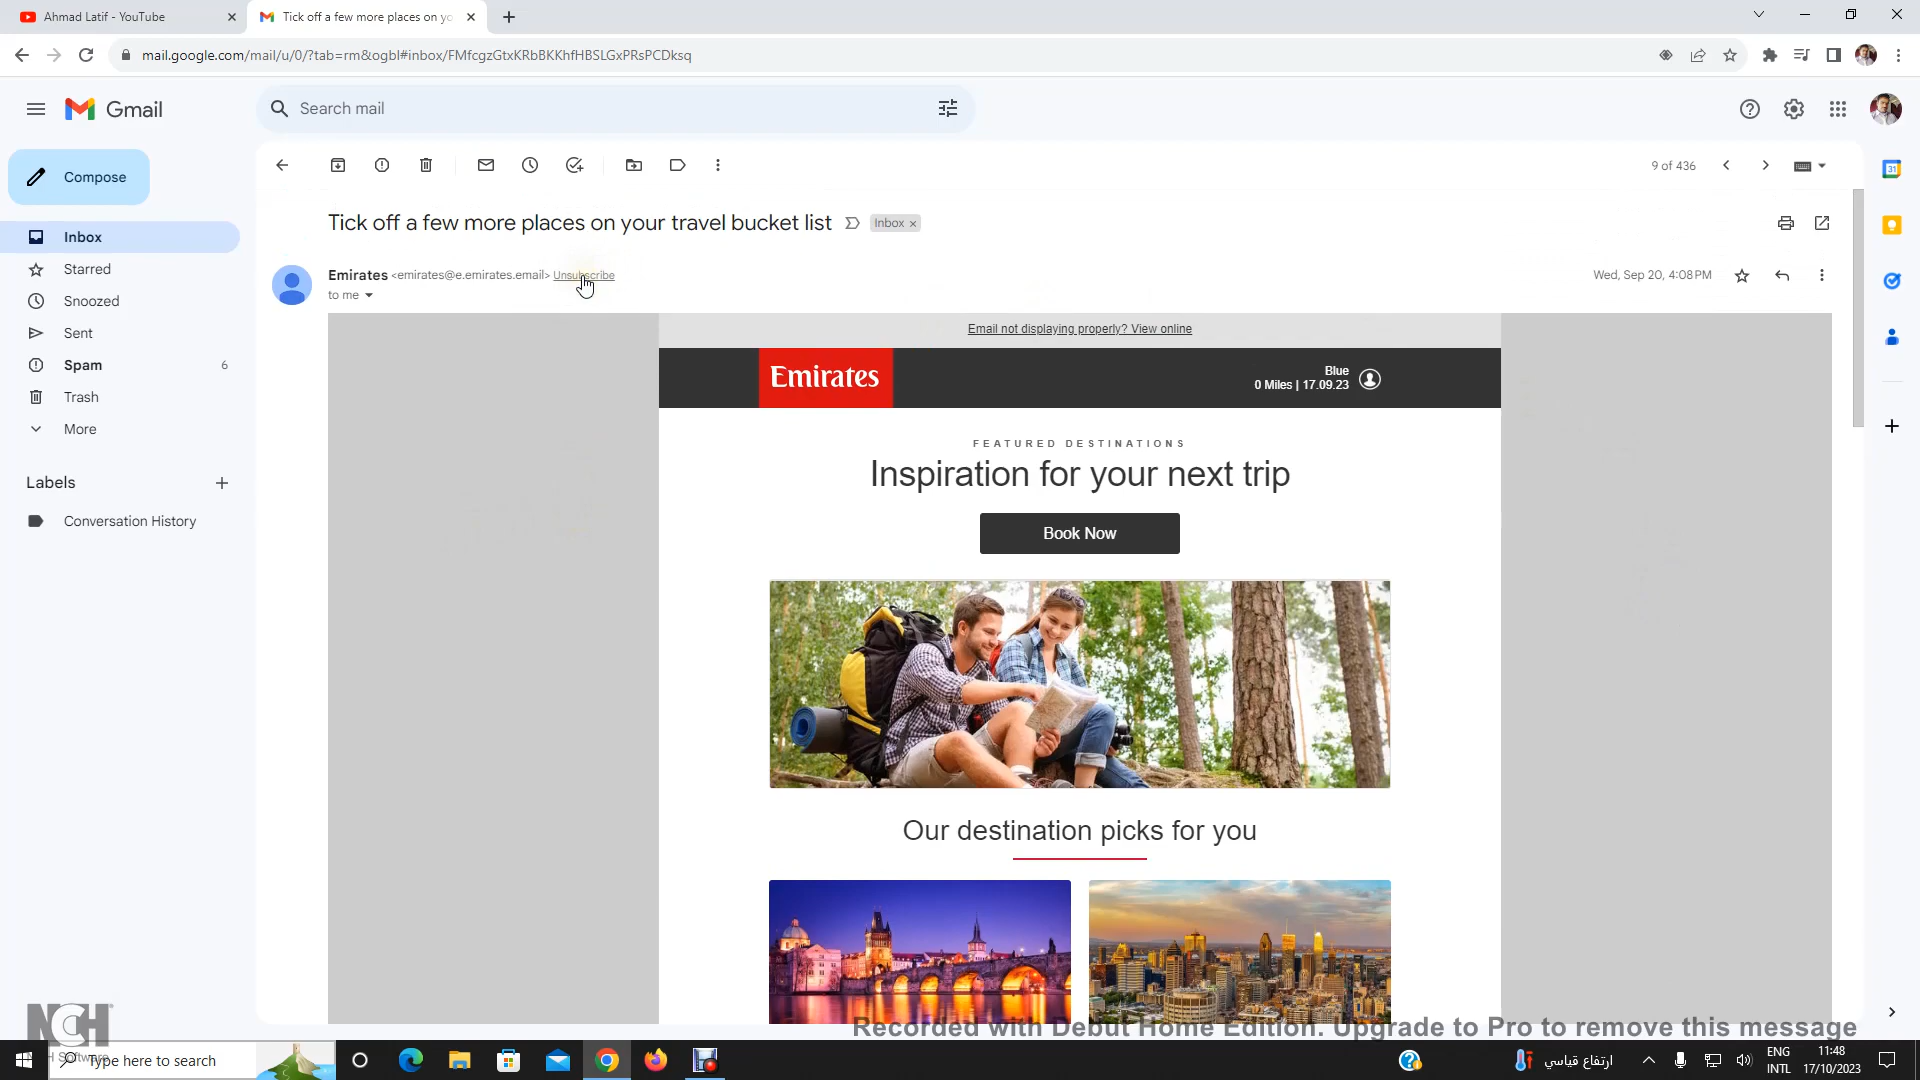 Ahmad Latif - YouTube
Tick off a few more places on yo
mail.google.com/mail/u/0/?tab=rm&ogbl#inbox/FMfcgzGtxKRbBKKhfHBSLGxPRsPCDksq
Gmail
Search mail
Compose
9 of 436
Inbox
Starred
Snoozed
Sent
Spam 6
Trash
More
Labels
Conversation History
Tick off a few more places on your travel bucket list
Inbox
Emirates <emirates@e.emirates.email> Unsubscribe
Wed, Sep 20, 4:08 PM
to me
Email not displaying properly? View online
Emirates
Blue
0 Miles | 17.09.23
FEATURED DESTINATIONS
Inspiration for your next trip
Book Now
Our destination picks for you
31
NCH
Software
Recorded with Debut Home Edition. Upgrade to Pro to remove this message
Type here to search
ارتفاع قياسي
ENG
INTL
11:48
17/10/2023